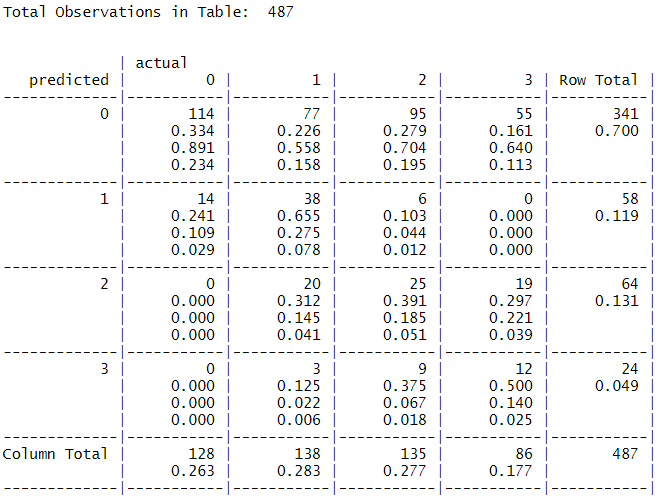 Total Observations in Table:  487
             | actual
   predicted |         0 |         1 |         2 |         3 | Row Total |
-------------|-----------|-----------|-----------|-----------|-----------|
           0 |       114 |        77 |        95 |        55 |       341 |
             |     0.334 |     0.226 |     0.279 |     0.161 |     0.700 |
             |     0.891 |     0.558 |     0.704 |     0.640 |           |
             |     0.234 |     0.158 |     0.195 |     0.113 |           |
-------------|-----------|-----------|-----------|-----------|-----------|
           1 |        14 |        38 |         6 |         0 |        58 |
             |     0.241 |     0.655 |     0.103 |     0.000 |     0.119 |
             |     0.109 |     0.275 |     0.044 |     0.000 |           |
             |     0.029 |     0.078 |     0.012 |     0.000 |           |
-------------|-----------|-----------|-----------|-----------|-----------|
           2 |         0 |        20 |        25 |        19 |        64 |
             |     0.000 |     0.312 |     0.391 |     0.297 |     0.131 |
             |     0.000 |     0.145 |     0.185 |     0.221 |           |
             |     0.000 |     0.041 |     0.051 |     0.039 |           |
-------------|-----------|-----------|-----------|-----------|-----------|
           3 |         0 |         3 |         9 |        12 |        24 |
             |     0.000 |     0.125 |     0.375 |     0.500 |     0.049 |
             |     0.000 |     0.022 |     0.067 |     0.140 |           |
             |     0.000 |     0.006 |     0.018 |     0.025 |           |
-------------|-----------|-----------|-----------|-----------|-----------|
Column Total |       128 |       138 |       135 |        86 |       487 |
             |     0.263 |     0.283 |     0.277 |     0.177 |           |
-------------|-----------|-----------|-----------|-----------|-----------|